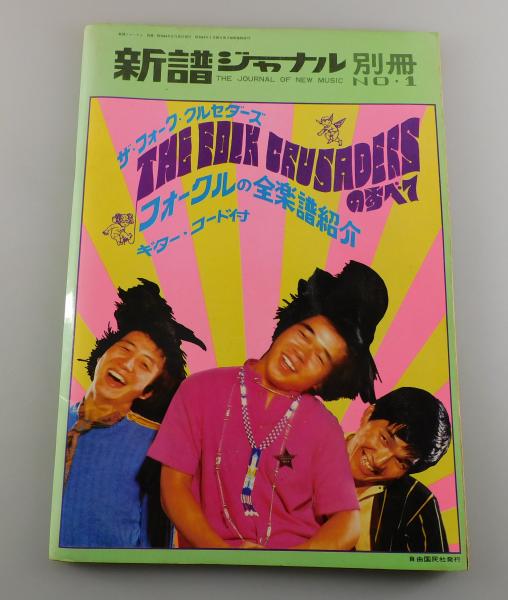 新譜ジャーナル 別冊
THE JOURNAL OF NEW MUSIC NO・1
ザ・フォーク・クルセダーズ
THE FOLK CRUSADERS
のすべて
フォークルの全楽譜紹介
ギター・コード付
自由国民社発行